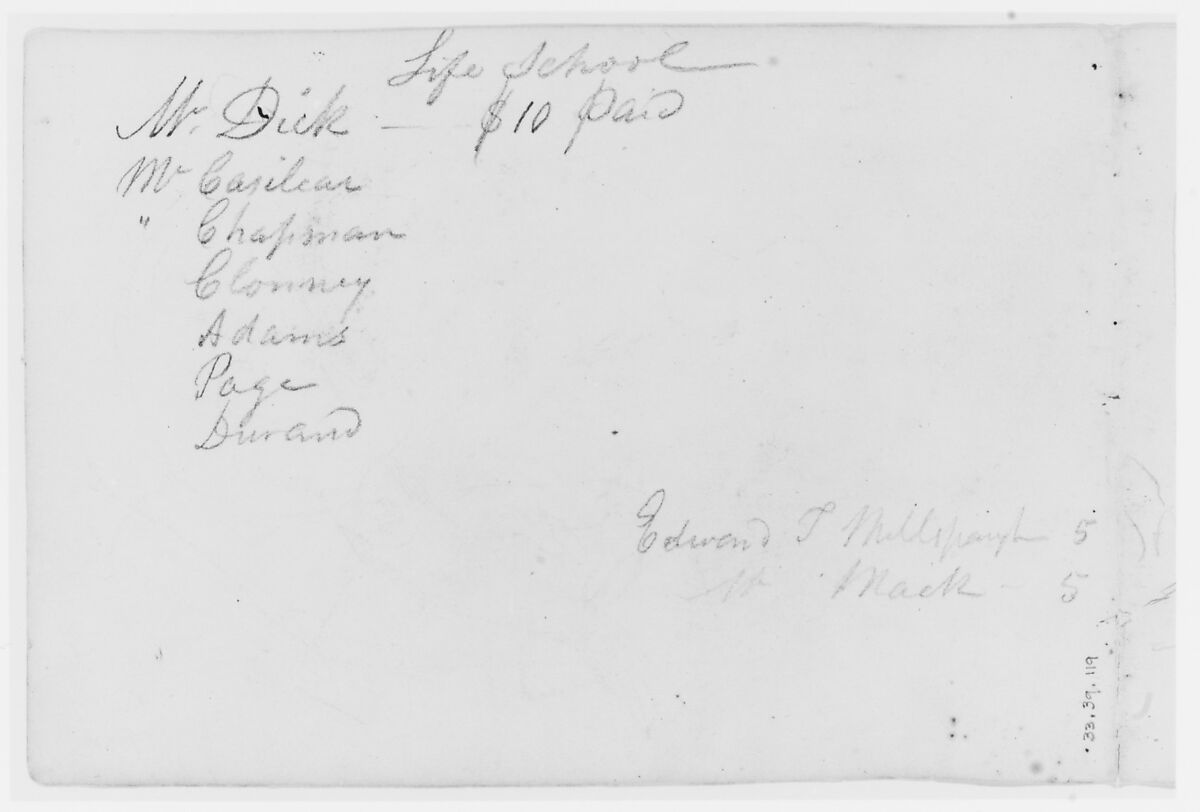 Life School
Mr. Dick — $10 Paid
Mr Casilear
" Chapman
Clonney
Adams
Page
Durand
Edward T Millspaugh 5
Mr Mack - 5
33.39.119